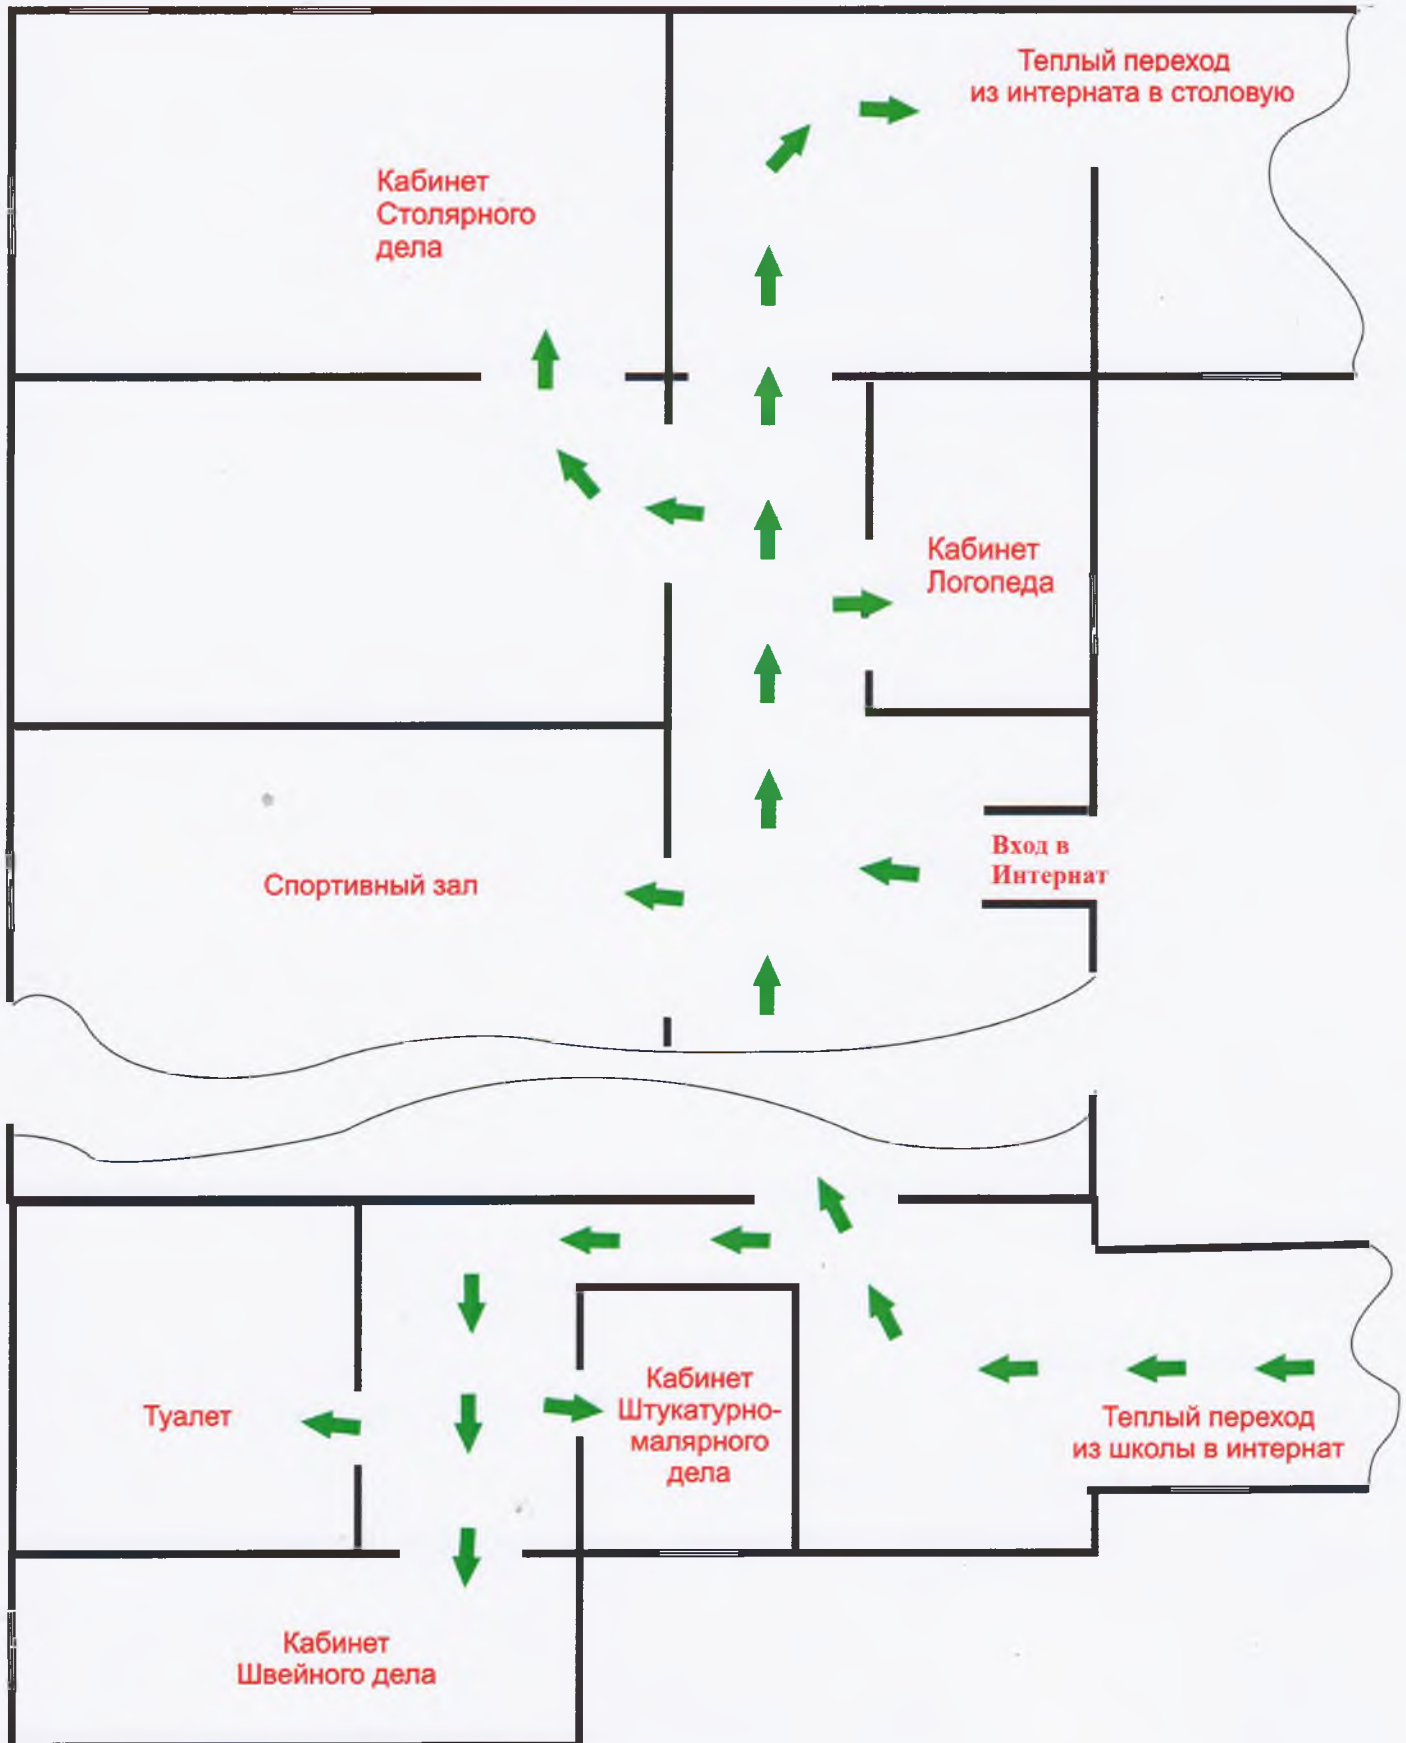 Теплый переход
из интерната в столовую
Кабинет
Столярного
дела
Кабинет
Логопеда
Вход в
Интернат
Спортивный зал
Кабинет
Штукатурно-
малярного
дела
Туалет
Теплый переход
из школы в интернат
Кабинет
Швейного дела